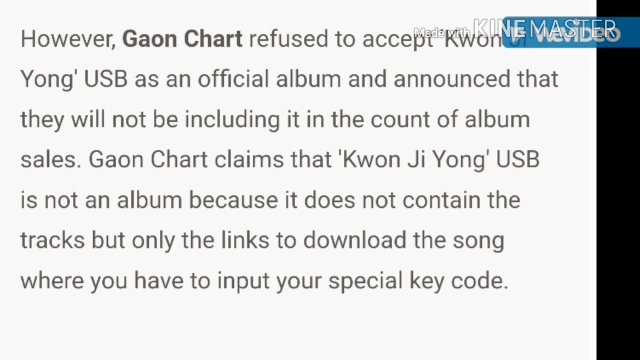 Made with KINEMASTER
However, Gaon Chart refused to accept 'Kwon Ji
Yong' USB as an official album and announced that
they will not be including it in the count of album
sales. Gaon Chart claims that 'Kwon Ji Yong' USB
is not an album because it does not contain the
tracks but only the links to download the song
where you have to input your special key code.